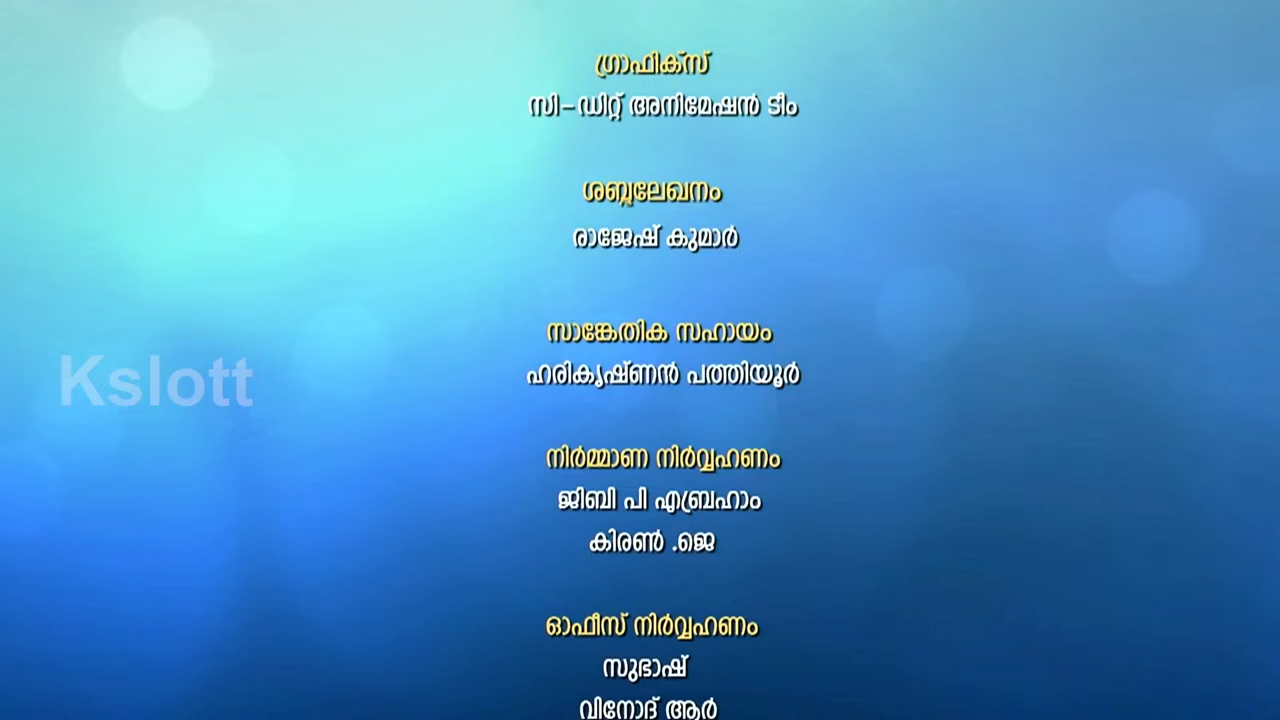 ഗ്രാഫിക്സ്
സി-ഡിറ്റ് അനിമേഷൻ ടീം
ശബ്ദലേഖനം
രാജേഷ് കുമാർ
സാങ്കേതിക സഹായം
Kslott
ഹരികൃഷ്ണൻ പത്തിയൂർ
നിർമ്മാണ നിർവ്വഹണം
ജിബി പി എബ്രഹാം
കിരൺ .ജെ
ഓഫീസ് നിർവ്വഹണം
സുഭാഷ്
വിനോദ് ആർ